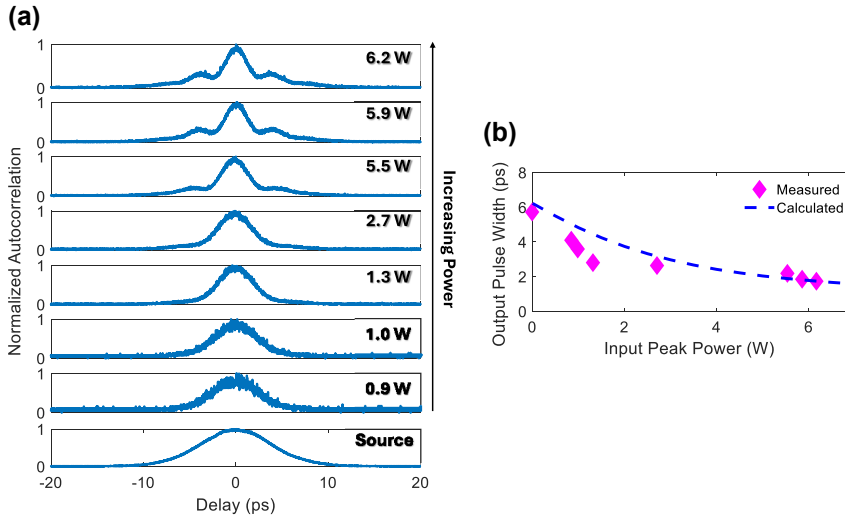 (a)
Normalized Autocorrelation
1
0
6.2 W
1
0
5.9 W
1
0
5.5 W
1
0
2.7 W
1
0
1.3 W
1
0
1.0 W
1
0
0.9 W
1
0
Source
-20
-10
0
10
20
Delay (ps)
Increasing Power
(b)
Output Pulse Width (ps)
8
6
4
2
0
Measured
Calculated
0
2
4
6
Input Peak Power (W)